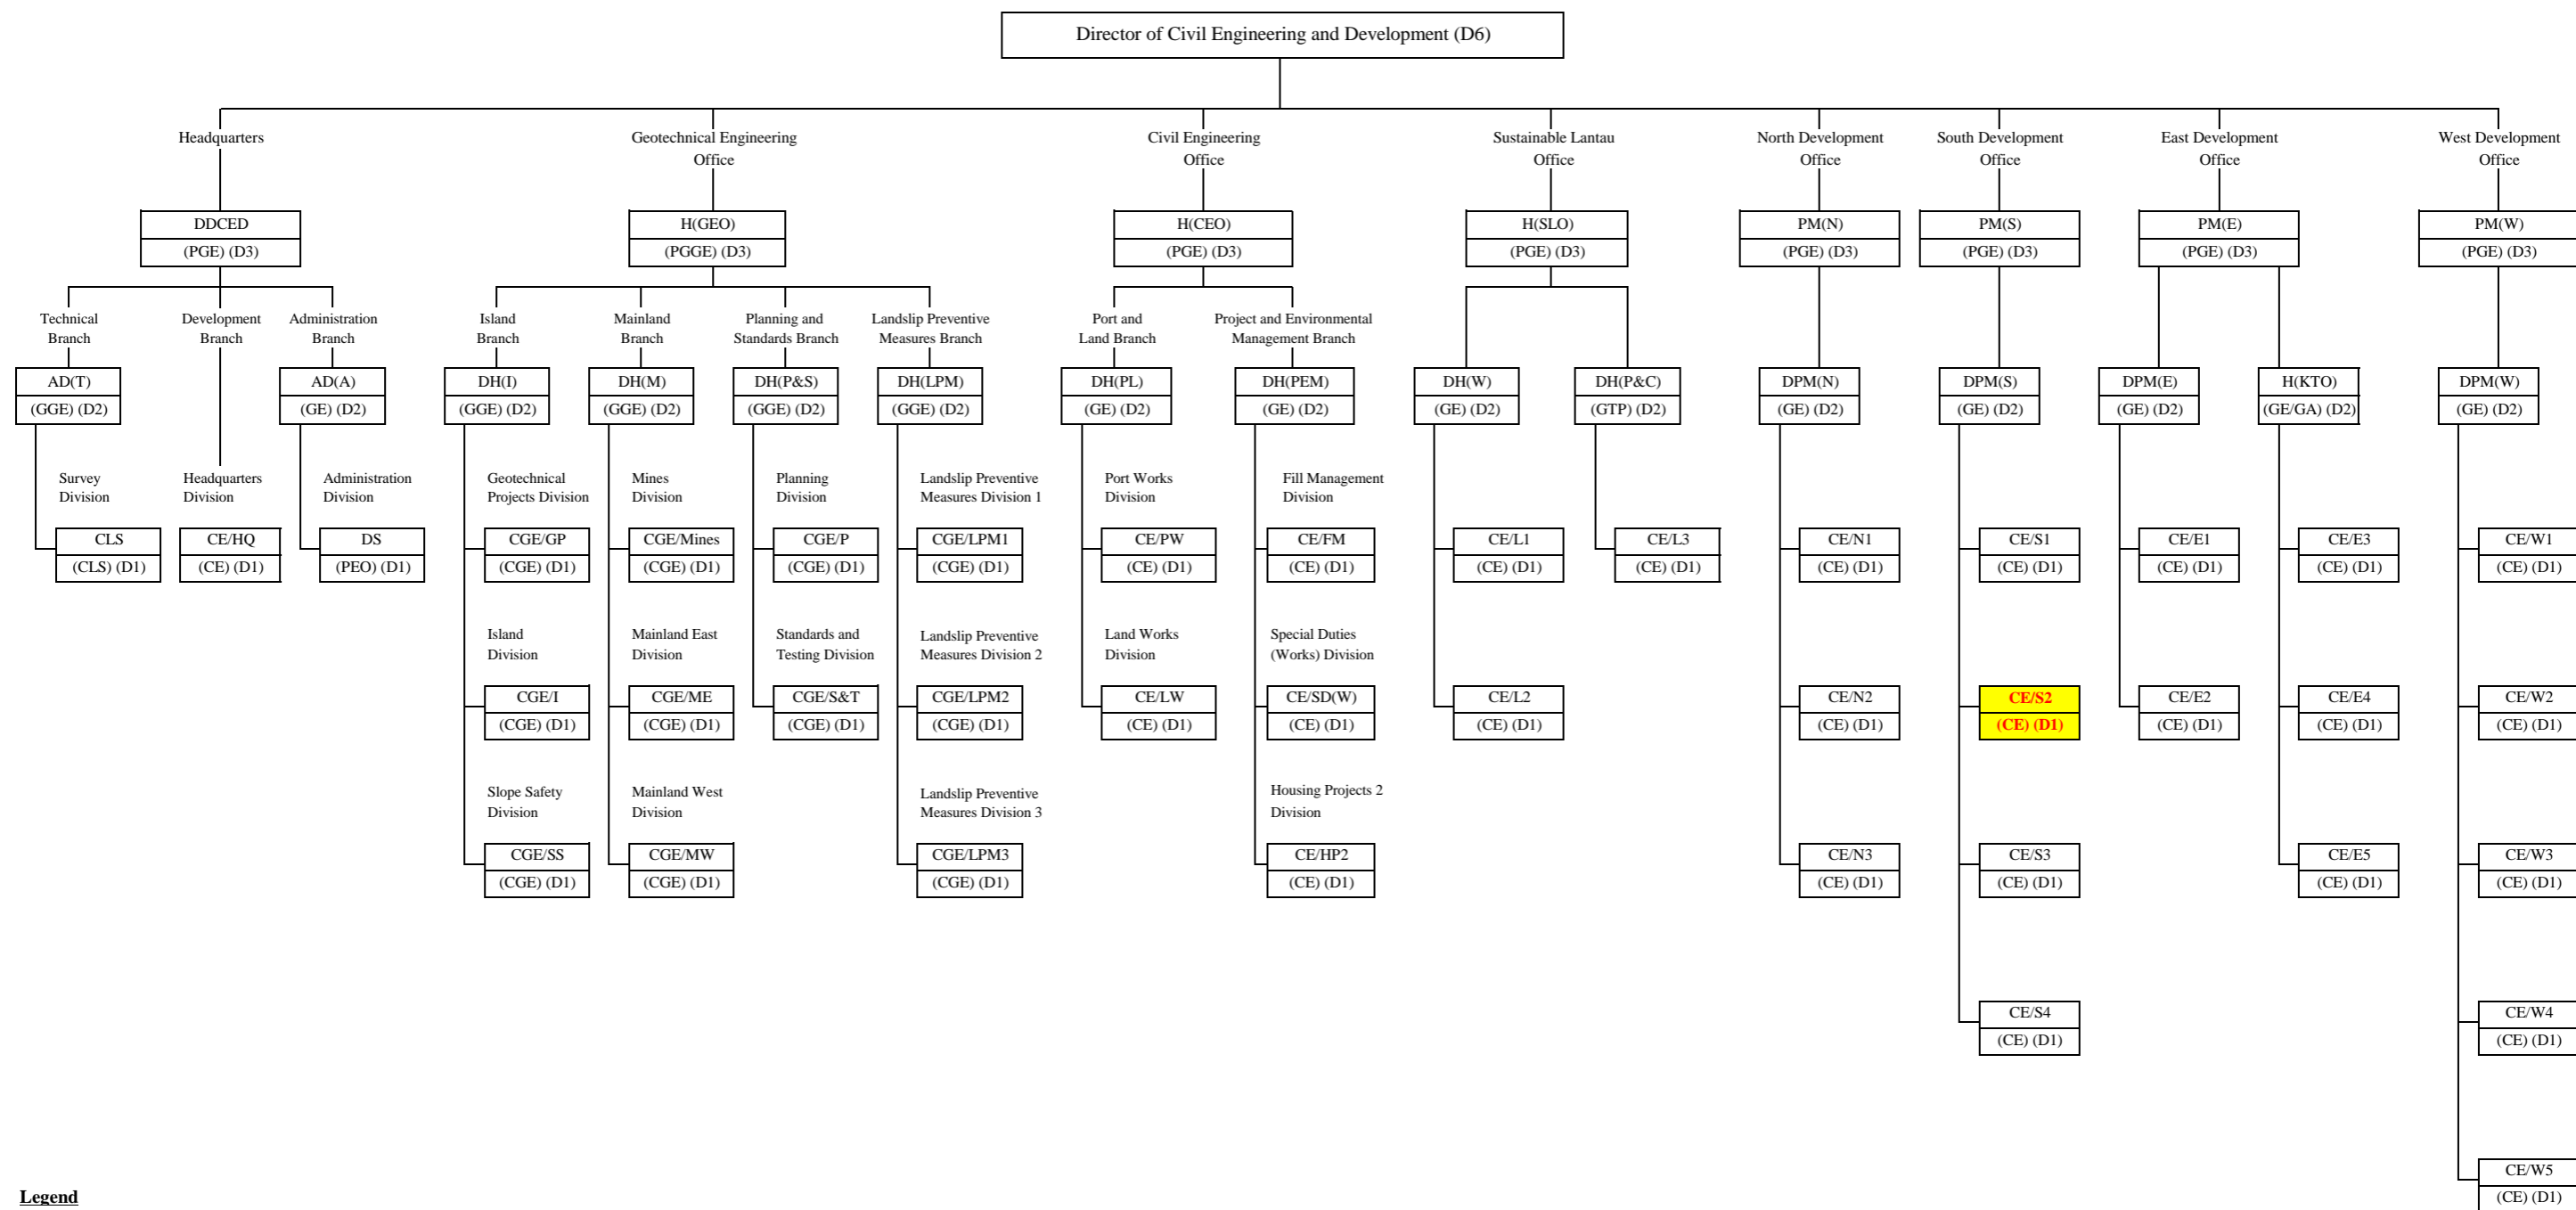 Director of Civil Engineering and Development (D6)
Headquarters
Geotechnical Engineering
Office
Civil Engineering
Office
Sustainable Lantau
Office
North Development
Office
South Development
Office
East Development
Office
West Development
Office
DDCED
(PGE) (D3)
H(GEO)
(PGGE) (D3)
H(CEO)
(PGE) (D3)
H(SLO)
(PGE) (D3)
PM(N)
(PGE) (D3)
PM(S)
(PGE) (D3)
PM(E)
(PGE) (D3)
PM(W)
(PGE) (D3)
Technical
Branch
Development
Branch
Administration
Branch
Island
Branch
Mainland
Branch
Planning and
Standards Branch
Landslip Preventive
Measures Branch
Port and
Land Branch
Project and Environmental
Management Branch
AD(T)
(GGE) (D2)
AD(A)
(GE) (D2)
DH(I)
(GGE) (D2)
DH(M)
(GGE) (D2)
DH(P&S)
(GGE) (D2)
DH(LPM)
(GGE) (D2)
DH(PL)
(GE) (D2)
DH(PEM)
(GE) (D2)
DH(W)
(GE) (D2)
DH(P&C)
(GTP) (D2)
DPM(N)
(GE) (D2)
DPM(S)
(GE) (D2)
DPM(E)
(GE) (D2)
H(KTO)
(GE/GA) (D2)
DPM(W)
(GE) (D2)
Survey
Division
Headquarters
Division
Administration
Division
Geotechnical
Projects Division
Mines
Division
Planning
Division
Landslip Preventive
Measures Division 1
Port Works
Division
Fill Management
Division
CLS
(CLS) (D1)
CE/HQ
(CE) (D1)
DS
(PEO) (D1)
CGE/GP
(CGE) (D1)
CGE/Mines
(CGE) (D1)
CGE/P
(CGE) (D1)
CGE/LPM1
(CGE) (D1)
CE/PW
(CE) (D1)
CE/FM
(CE) (D1)
CE/L1
(CE) (D1)
CE/L3
(CE) (D1)
CE/N1
(CE) (D1)
CE/S1
(CE) (D1)
CE/E1
(CE) (D1)
CE/E3
(CE) (D1)
CE/W1
(CE) (D1)
Island
Division
Mainland East
Division
Standards and
Testing Division
Landslip Preventive
Measures Division 2
Land Works
Division
Special Duties
(Works) Division
CGE/I
(CGE) (D1)
CGE/ME
(CGE) (D1)
CGE/S&T
(CGE) (D1)
CGE/LPM2
(CGE) (D1)
CE/LW
(CE) (D1)
CE/SD(W)
(CE) (D1)
CE/L2
(CE) (D1)
CE/N2
(CE) (D1)
CE/S2
(CE) (D1)
CE/E2
(CE) (D1)
CE/E4
(CE) (D1)
CE/W2
(CE) (D1)
Slope Safety
Division
Mainland West
Division
Landslip Preventive
Measures Division 3
Housing Projects 2
Division
CGE/SS
(CGE) (D1)
CGE/MW
(CGE) (D1)
CGE/LPM3
(CGE) (D1)
CE/HP2
(CE) (D1)
CE/N3
(CE) (D1)
CE/S3
(CE) (D1)
CE/E5
(CE) (D1)
CE/W3
(CE) (D1)
CE/S4
(CE) (D1)
CE/W4
(CE) (D1)
CE/W5
(CE) (D1)
Legend